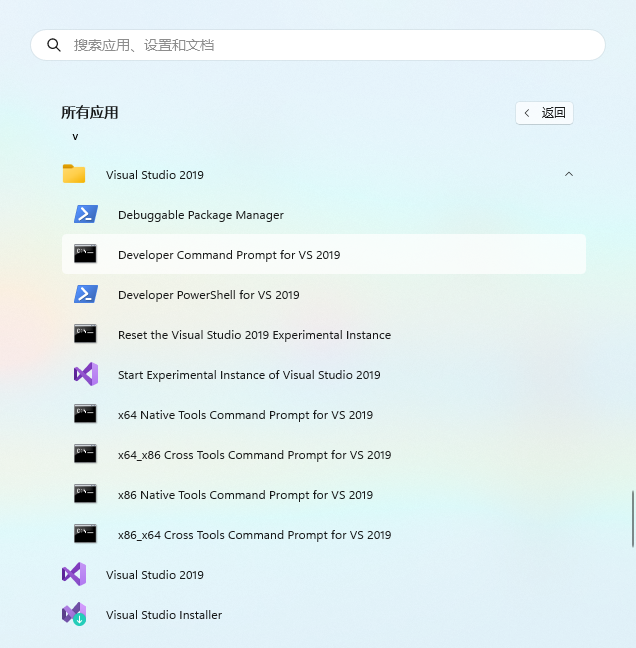 搜索应用、设置和文档
所有应用
返回
V
Visual Studio 2019
Debuggable Package Manager
Developer Command Prompt for VS 2019
Developer PowerShell for VS 2019
Reset the Visual Studio 2019 Experimental Instance
Start Experimental Instance of Visual Studio 2019
x64 Native Tools Command Prompt for VS 2019
x64_x86 Cross Tools Command Prompt for VS 2019
x86 Native Tools Command Prompt for VS 2019
x86_x64 Cross Tools Command Prompt for VS 2019
Visual Studio 2019
Visual Studio Installer